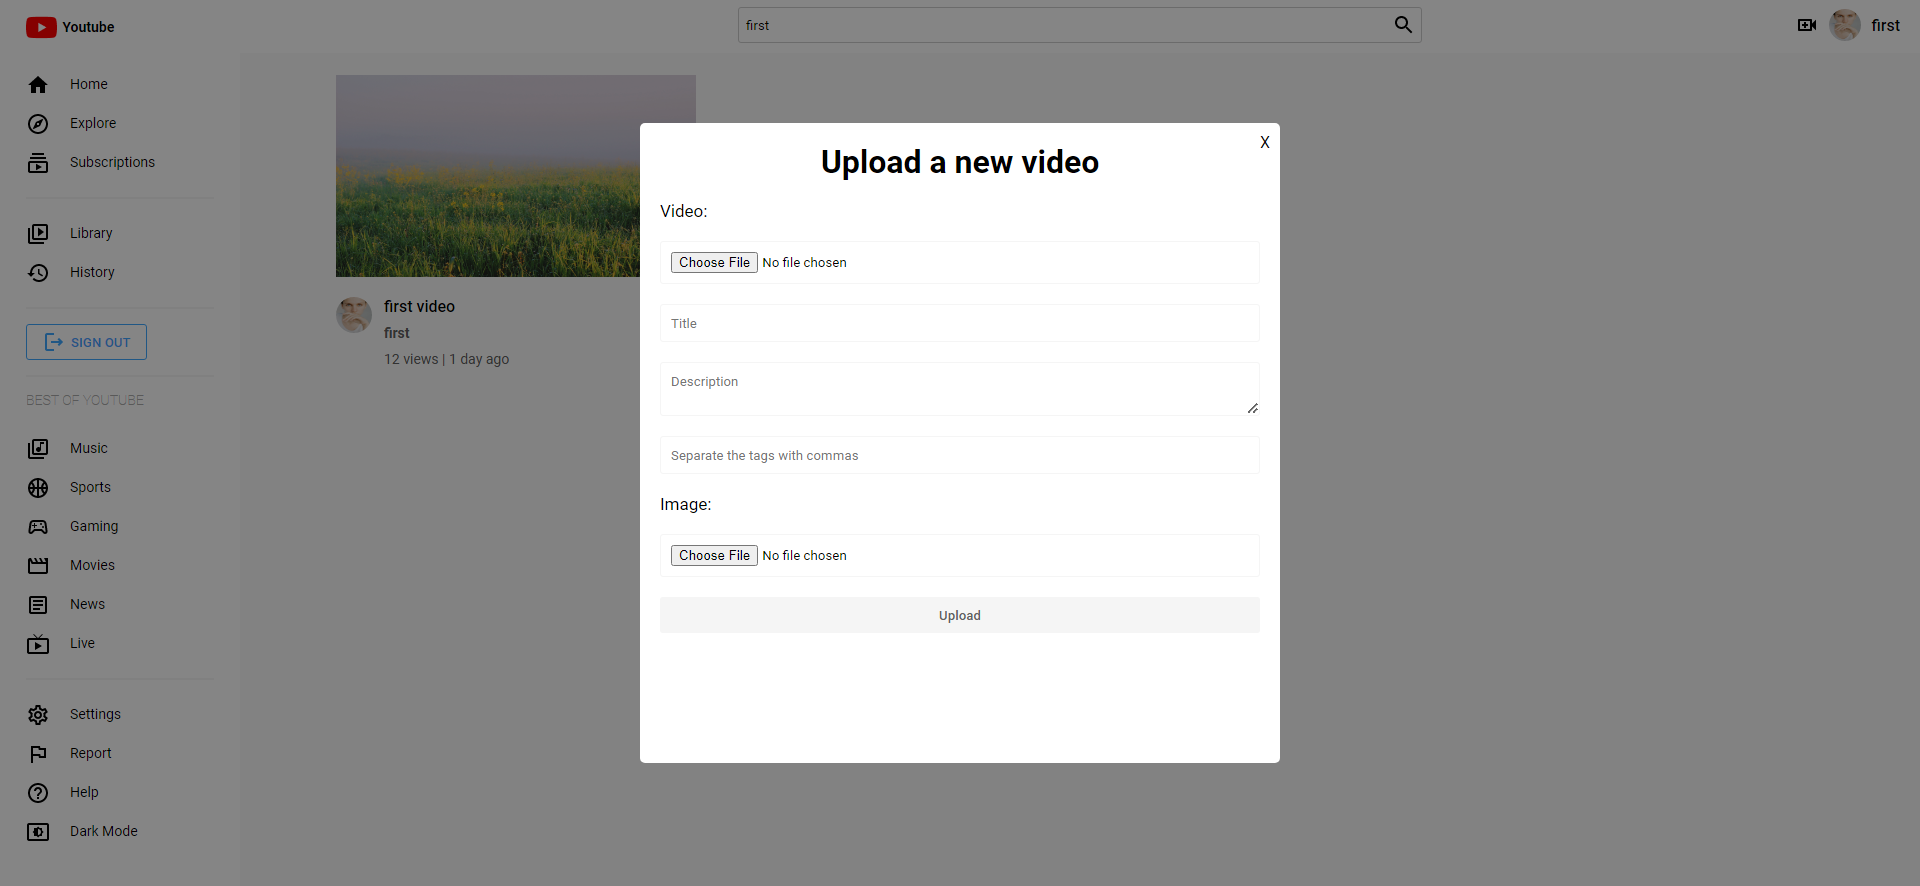 Youtube
first
first
Home
Explore
Subscriptions
Library
History
SIGN OUT
BEST OF YOUTUBE
Music
Sports
Gaming
Movies
News
Live
Settings
Report
Help
Dark Mode
first video
first
12 views | 1 day ago
X
Upload a new video
Video:
Choose File No file chosen
Title
Description
Separate the tags with commas
Image:
Choose File No file chosen
Upload